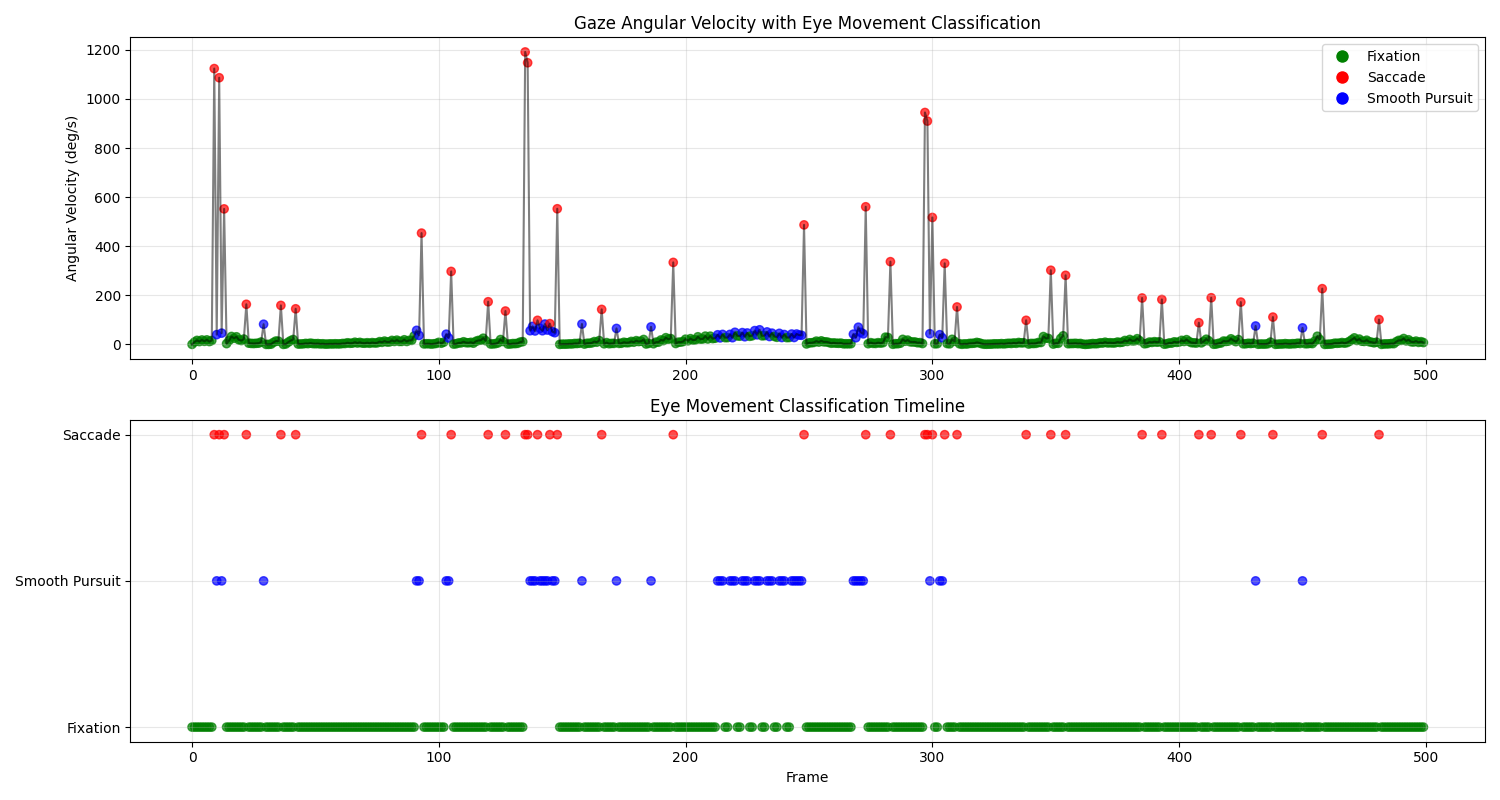 Gaze Angular Velocity with Eye Movement Classification
Angular Velocity (deg/s)
1200
1000
800
600
400
200
0
Fixation
Saccade
Smooth Pursuit
0 100 200 300 400 500
Eye Movement Classification Timeline
Saccade
Smooth Pursuit
Fixation
0 100 200 300 400 500
Frame